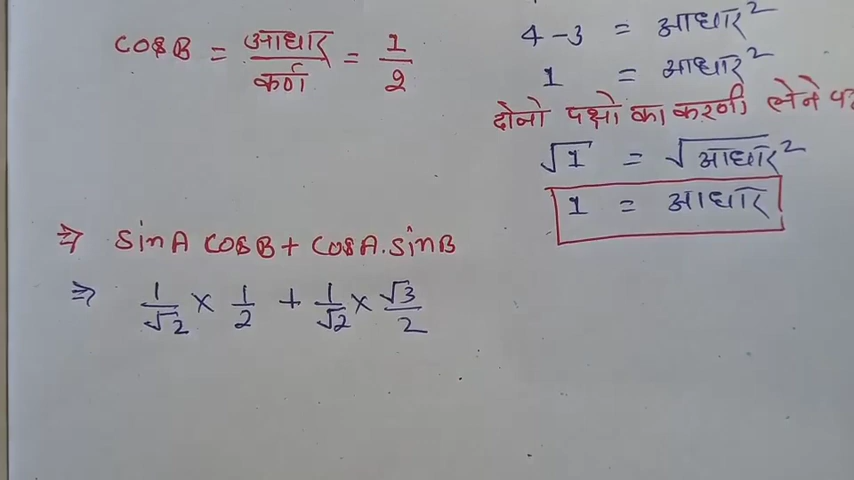 cosB = आधार/कर्ण = 1/2
4-3 = आधार²
1 = आधार²
दोनो पक्षो का करणी लेने पर
√1 = √आधार²
1 = आधार
⇒ sinA cosB + cosA.sinB
⇒ 1/√2 × 1/2 + 1/√2 × √3/2